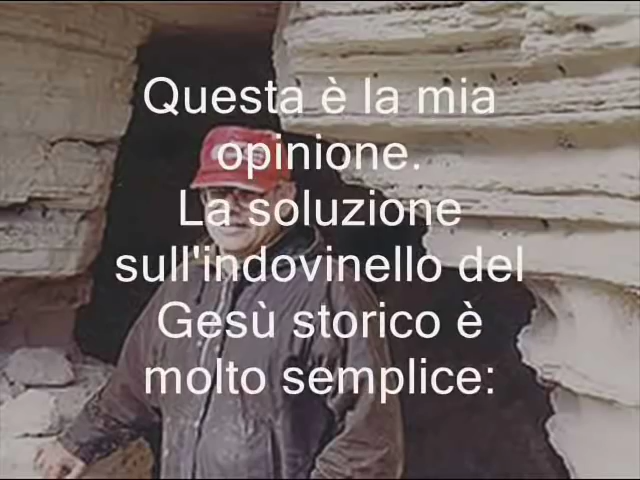 Questa è la mia
opinione.
La soluzione
sull'indovinello del
Gesù storico è
molto semplice: